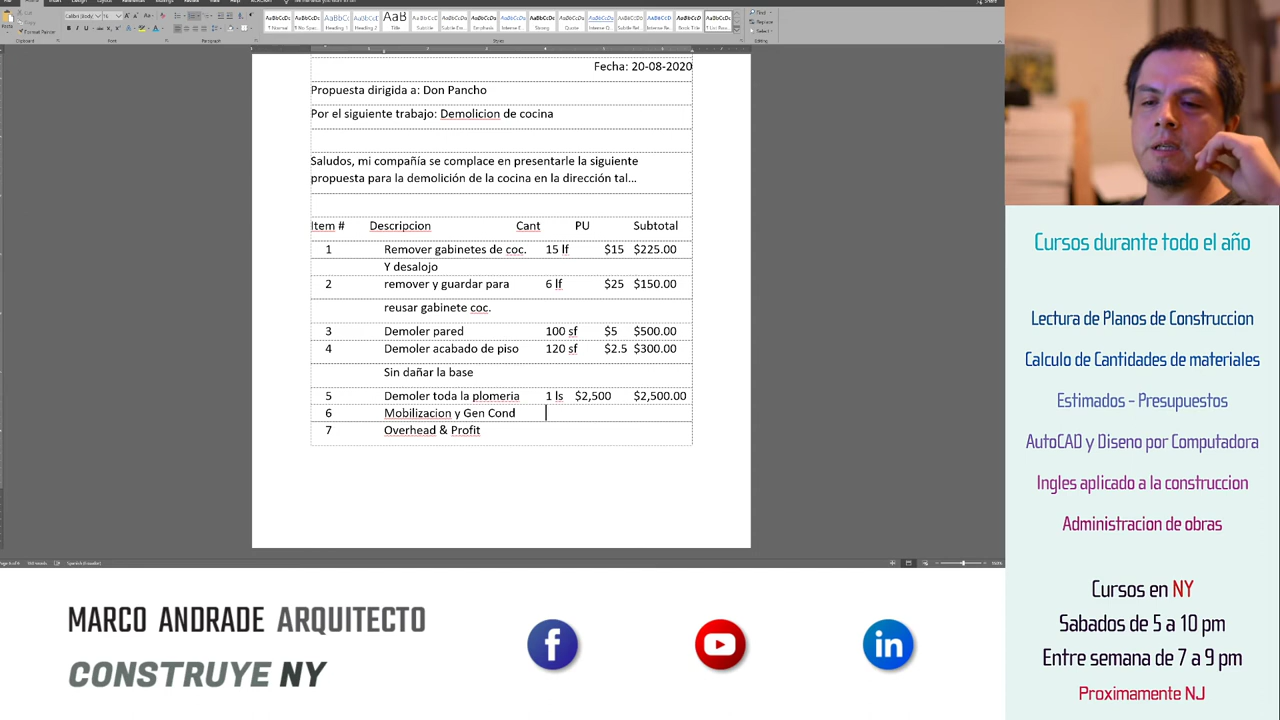 Fecha: 20-08-2020
Propuesta dirigida a: Don Pancho
Por el siguiente trabajo: Demolicion de cocina
Saludos, mi compañía se complace en presentarle la siguiente
propuesta para la demolición de la cocina en la dirección tal...
Item # Descripcion Cant PU Subtotal
1 Remover gabinetes de coc. 15 lf $15 $225.00
Y desalojo
2 remover y guardar para 6 lf $25 $150.00
reusar gabinete coc.
3 Demoler pared 100 sf $5 $500.00
4 Demoler acabado de piso 120 sf $2.5 $300.00
Sin dañar la base
5 Demoler toda la plomeria 1 ls $2,500 $2,500.00
6 Mobilizacion y Gen Cond
7 Overhead & Profit
Cursos durante todo el año
Lectura de Planos de Construccion
Calculo de Cantidades de materiales
Estimados - Presupuestos
AutoCAD y Diseno por Computadora
Ingles aplicado a la construccion
Administracion de obras
Cursos en NY
Sabados de 5 a 10 pm
Entre semana de 7 a 9 pm
Proximamente NJ
MARCO ANDRADE ARQUITECTO
CONSTRUYE NY